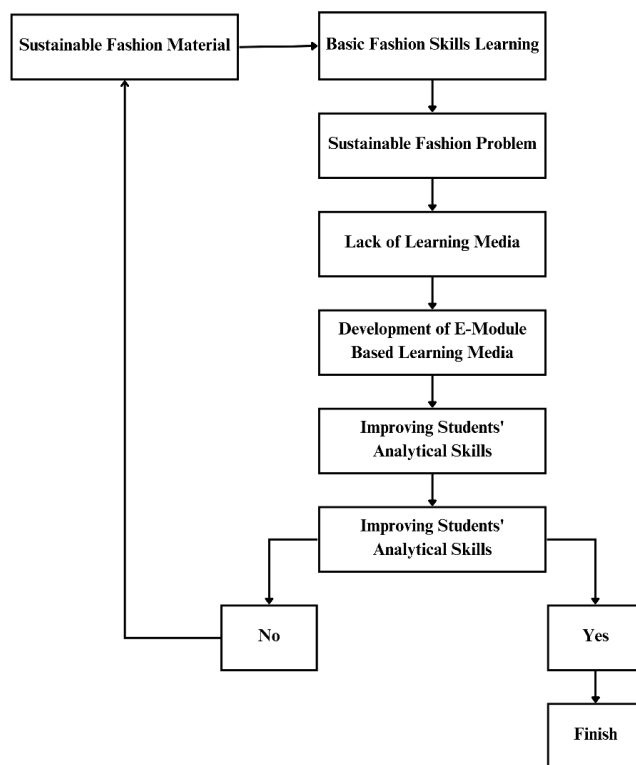 Sustainable Fashion Material
Basic Fashion Skills Learning
Sustainable Fashion Problem
Lack of Learning Media
Development of E-Module
Based Learning Media
Improving Students'
Analytical Skills
Improving Students'
Analytical Skills
No
Yes
Finish